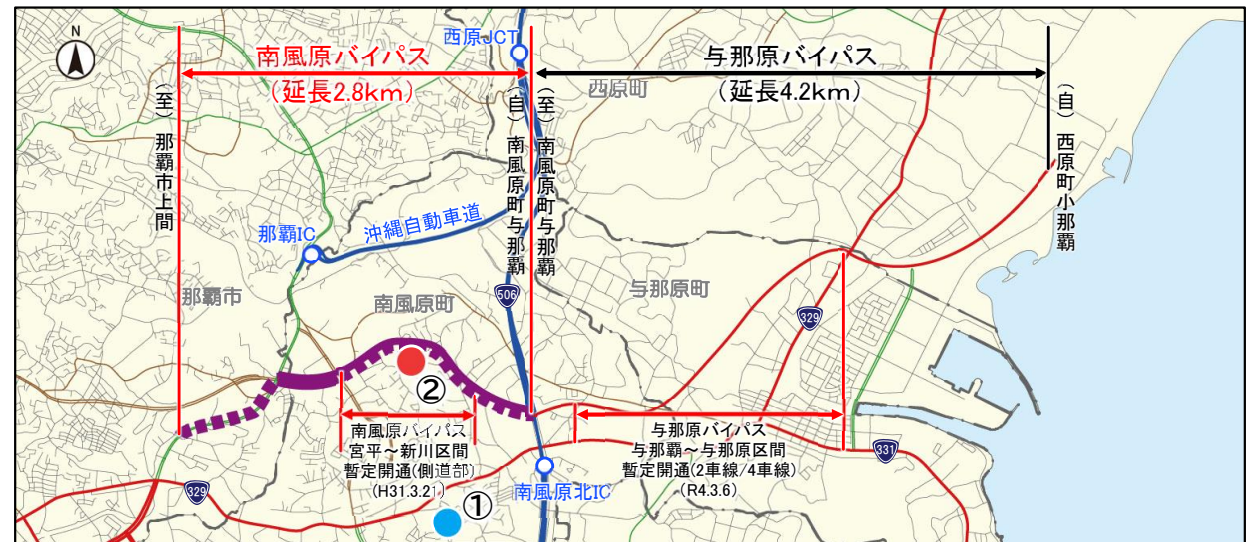 N
南風原バイパス
(延長2.8km)
西原JCT
与那原バイパス
(延長4.2km)
西原町
(至)那覇市上間
(自)南風原町与那覇
(至)南風原町与那覇
(自)西原町小那覇
那覇IC
沖縄自動車道
那覇市
南風原町
506
与那原町
329
②
南風原バイパス
宮平～新川区間
暫定開通(側道部)
(H31.3.21)
与那原バイパス
与那覇～与那原区間
暫定開通(2車線/4車線)
(R4.3.6)
331
329
①
南風原北IC